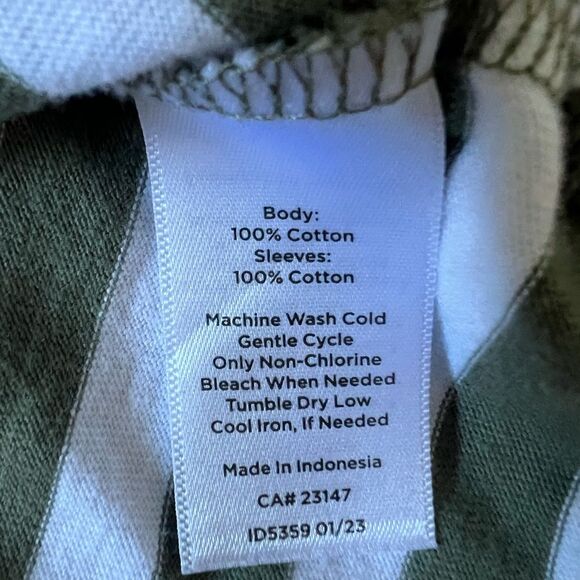 Body:
100% Cotton
Sleeves:
100% Cotton
Machine Wash Cold
Gentle Cycle
Only Non-Chlorine
Bleach When Needed
Tumble Dry Low
Cool Iron, If Needed
Made In Indonesia
CA# 23147
ID5359 01/23